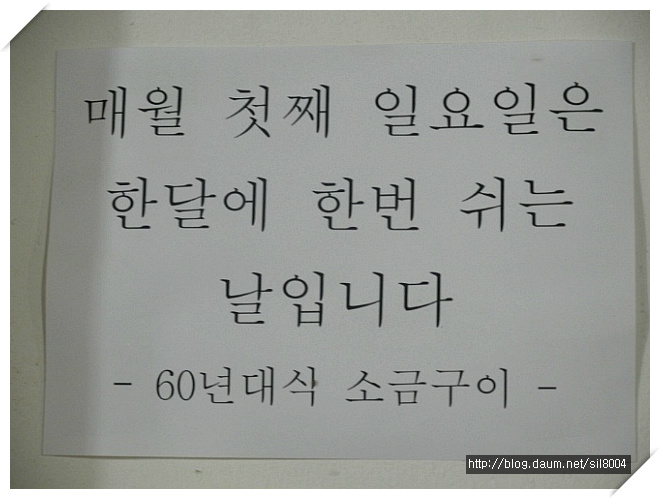 매월 첫째 일요일은
한달에 한번 쉬는
날입니다
- 60년대식 소금구이 -
http://blog.daum.net/sil8004